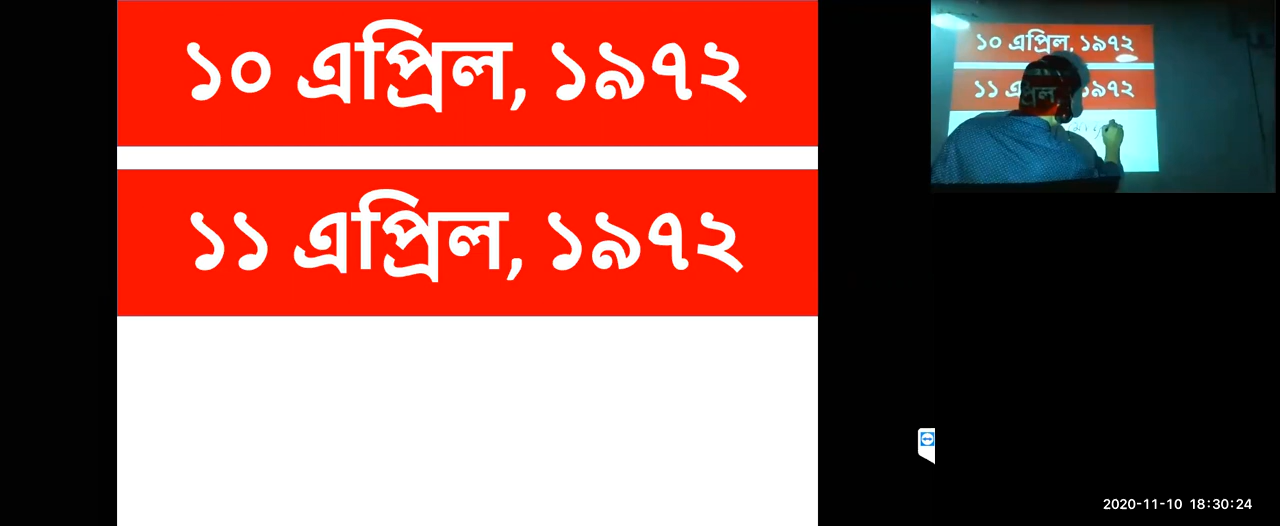 ১০ এপ্রিল, ১৯৭২
১১ এপ্রিল, ১৯৭২
১০ এপ্রিল, ১৯৭২
১১ এপ্রিল, ১৯৭২
2020-11-10 18:30:24